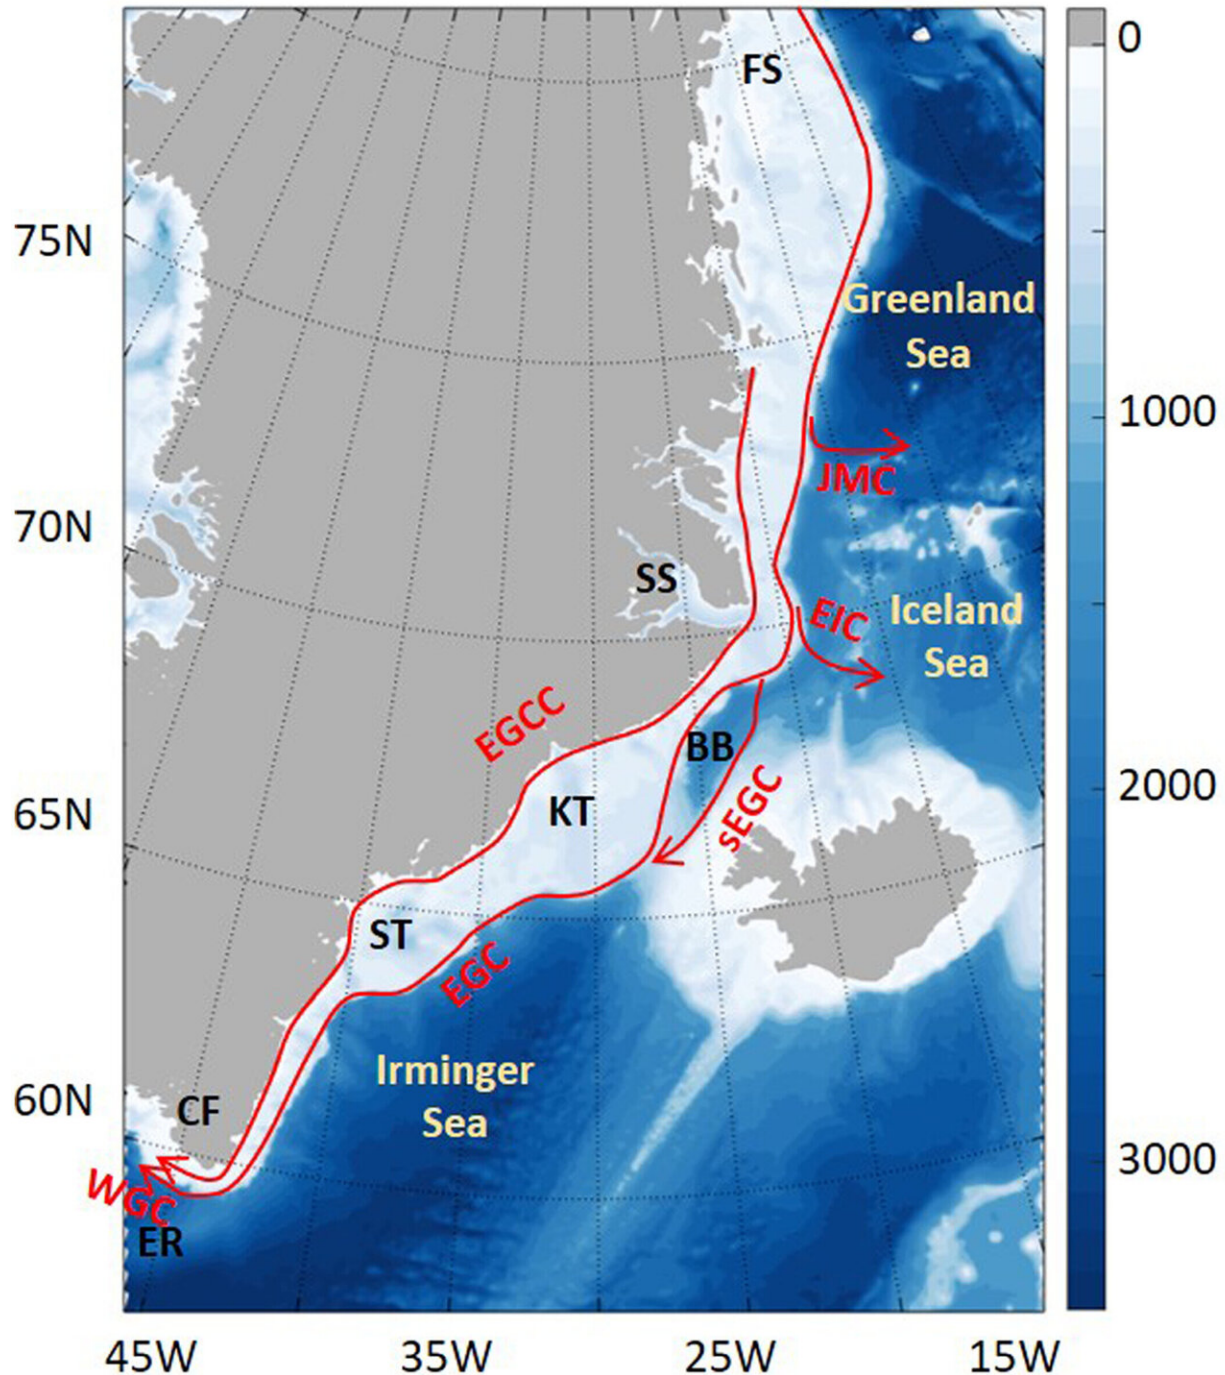 FS
0
75N
Greenland
Sea
1000
JMC
70N
SS
EIC
Iceland
Sea
EGCC
BB
2000
KT
sEGC
65N
ST
EGC
Irminger
Sea
60N
CF
3000
WGC
ER
45W
35W
25W
15W